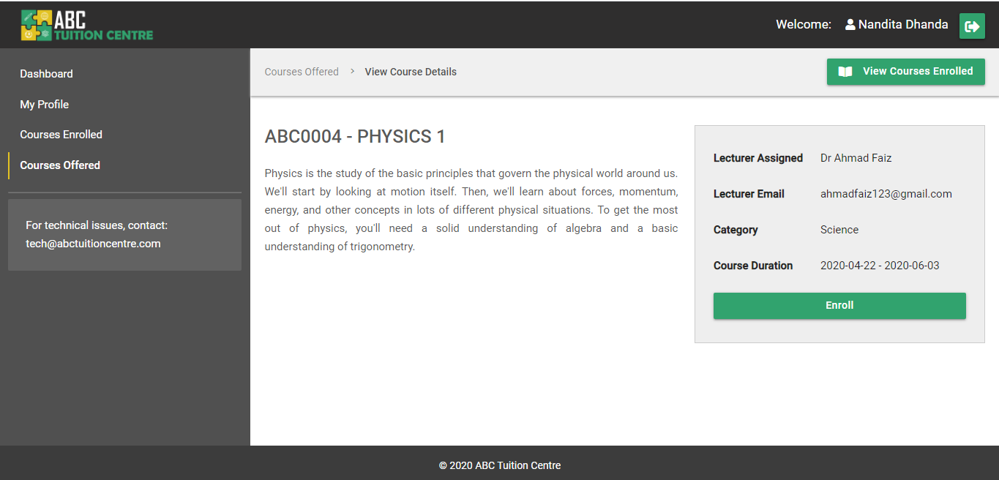 ABC
TUITION CENTRE
Welcome: Nandita Dhanda
Dashboard
My Profile
Courses Enrolled
Courses Offered
For technical issues, contact:
tech@abctuitioncentre.com
Courses Offered > View Course Details
View Courses Enrolled
ABC0004 - PHYSICS 1
Physics is the study of the basic principles that govern the physical world around us.
We'll start by looking at motion itself. Then, we'll learn about forces, momentum,
energy, and other concepts in lots of different physical situations. To get the most
out of physics, you'll need a solid understanding of algebra and a basic
understanding of trigonometry.
Lecturer Assigned Dr Ahmad Faiz
Lecturer Email ahmadfaiz123@gmail.com
Category Science
Course Duration 2020-04-22 - 2020-06-03
Enroll
© 2020 ABC Tuition Centre